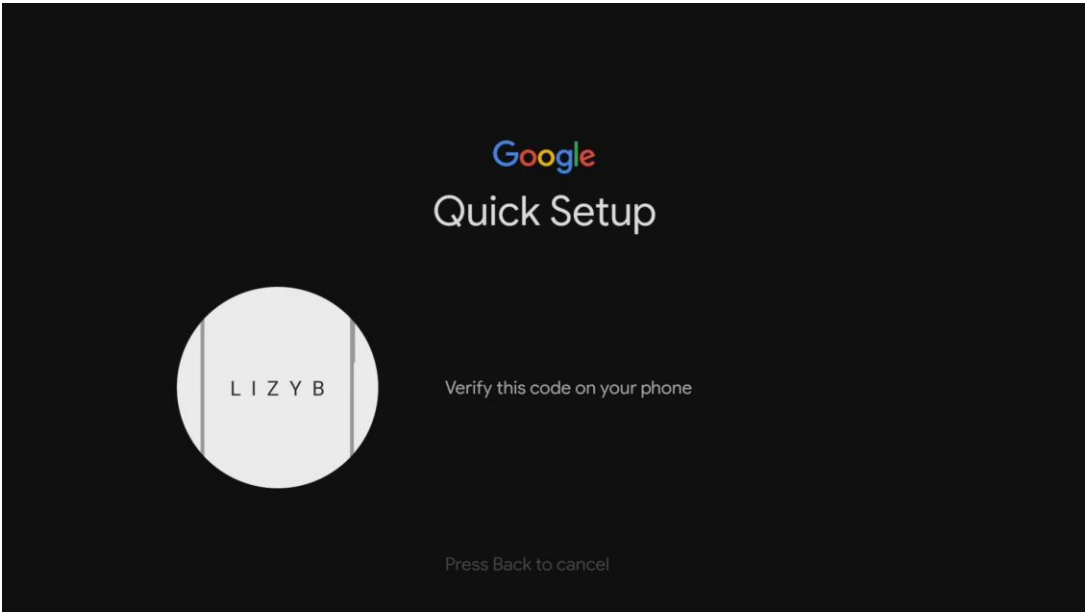 Google
Quick Setup
L I Z Y B
Verify this code on your phone
Press Back to cancel